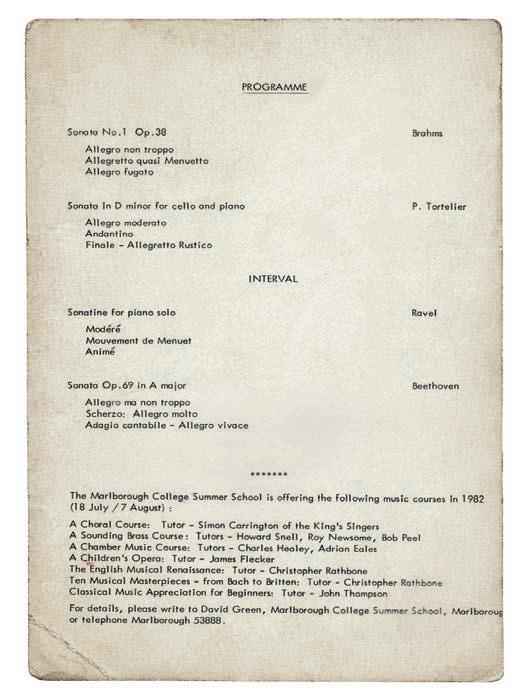 PROGRAMME
Sonata No.1 Op.38 Brahms
Allegro non troppo
Allegretto quasi Menuetto
Allegro fugato
Sonata in D minor for cello and piano P. Tortelier
Allegro moderato
Andantino
Finale - Allegretto Rustico
INTERVAL
Sonatine for piano solo Ravel
Modéré
Mouvement de Menuet
Animé
Sonata Op.69 in A major Beethoven
Allegro ma non troppo
Scherzo: Allegro molto
Adagio cantabile - Allegro vivace
*******
The Marlborough College Summer School is offering the following music courses in 1982
(18 July / 7 August) :
A Choral Course: Tutor - Simon Carrington of the King's Singers
A Sounding Brass Course : Tutors - Howard Snell, Roy Newsome, Bob Peel
A Chamber Music Course: Tutors - Charles Healey, Adrian Eales
A Children's Opera: Tutor - James Flecker
The English Musical Renaissance: Tutor - Christopher Rathbone
Ten Musical Masterpieces - from Bach to Britten: Tutor - Christopher Rathbone
Classical Music Appreciation for Beginners: Tutor - John Thompson
For details, please write to David Green, Marlborough College Summer School, Marlboroug
or telephone Marlborough 53888.